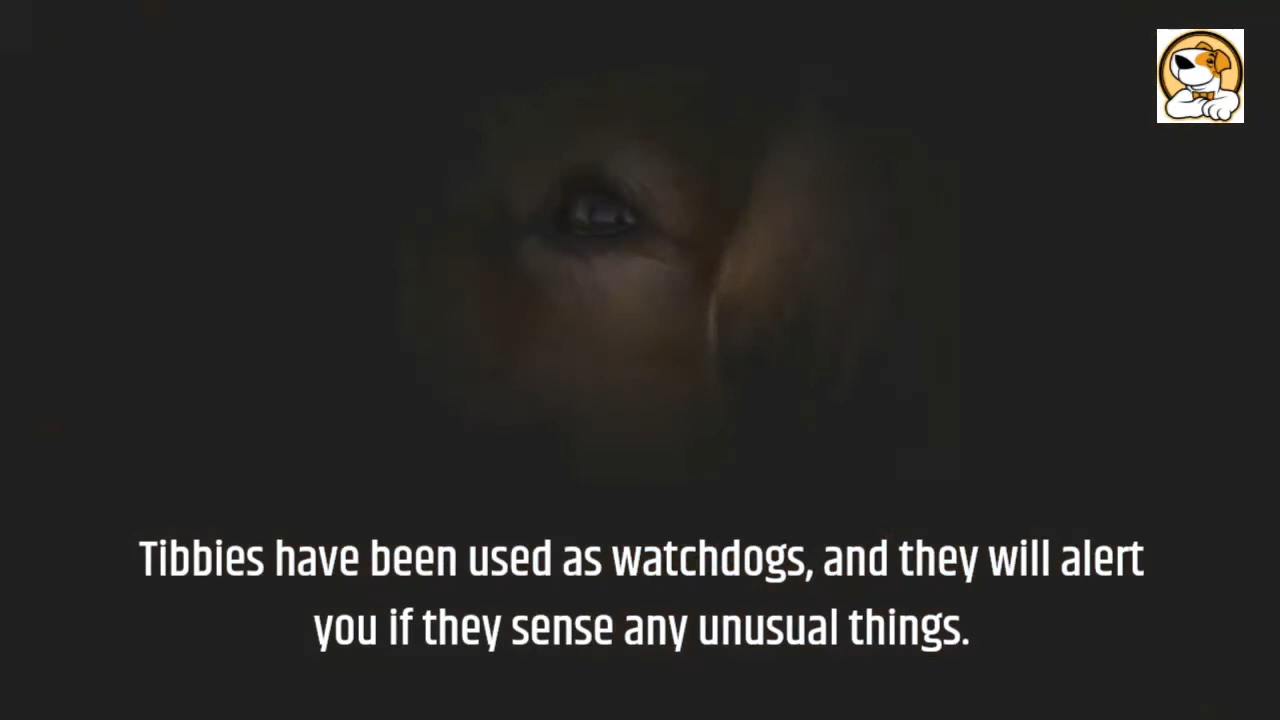 Tibbies have been used as watchdogs, and they will alert
you if they sense any unusual things.